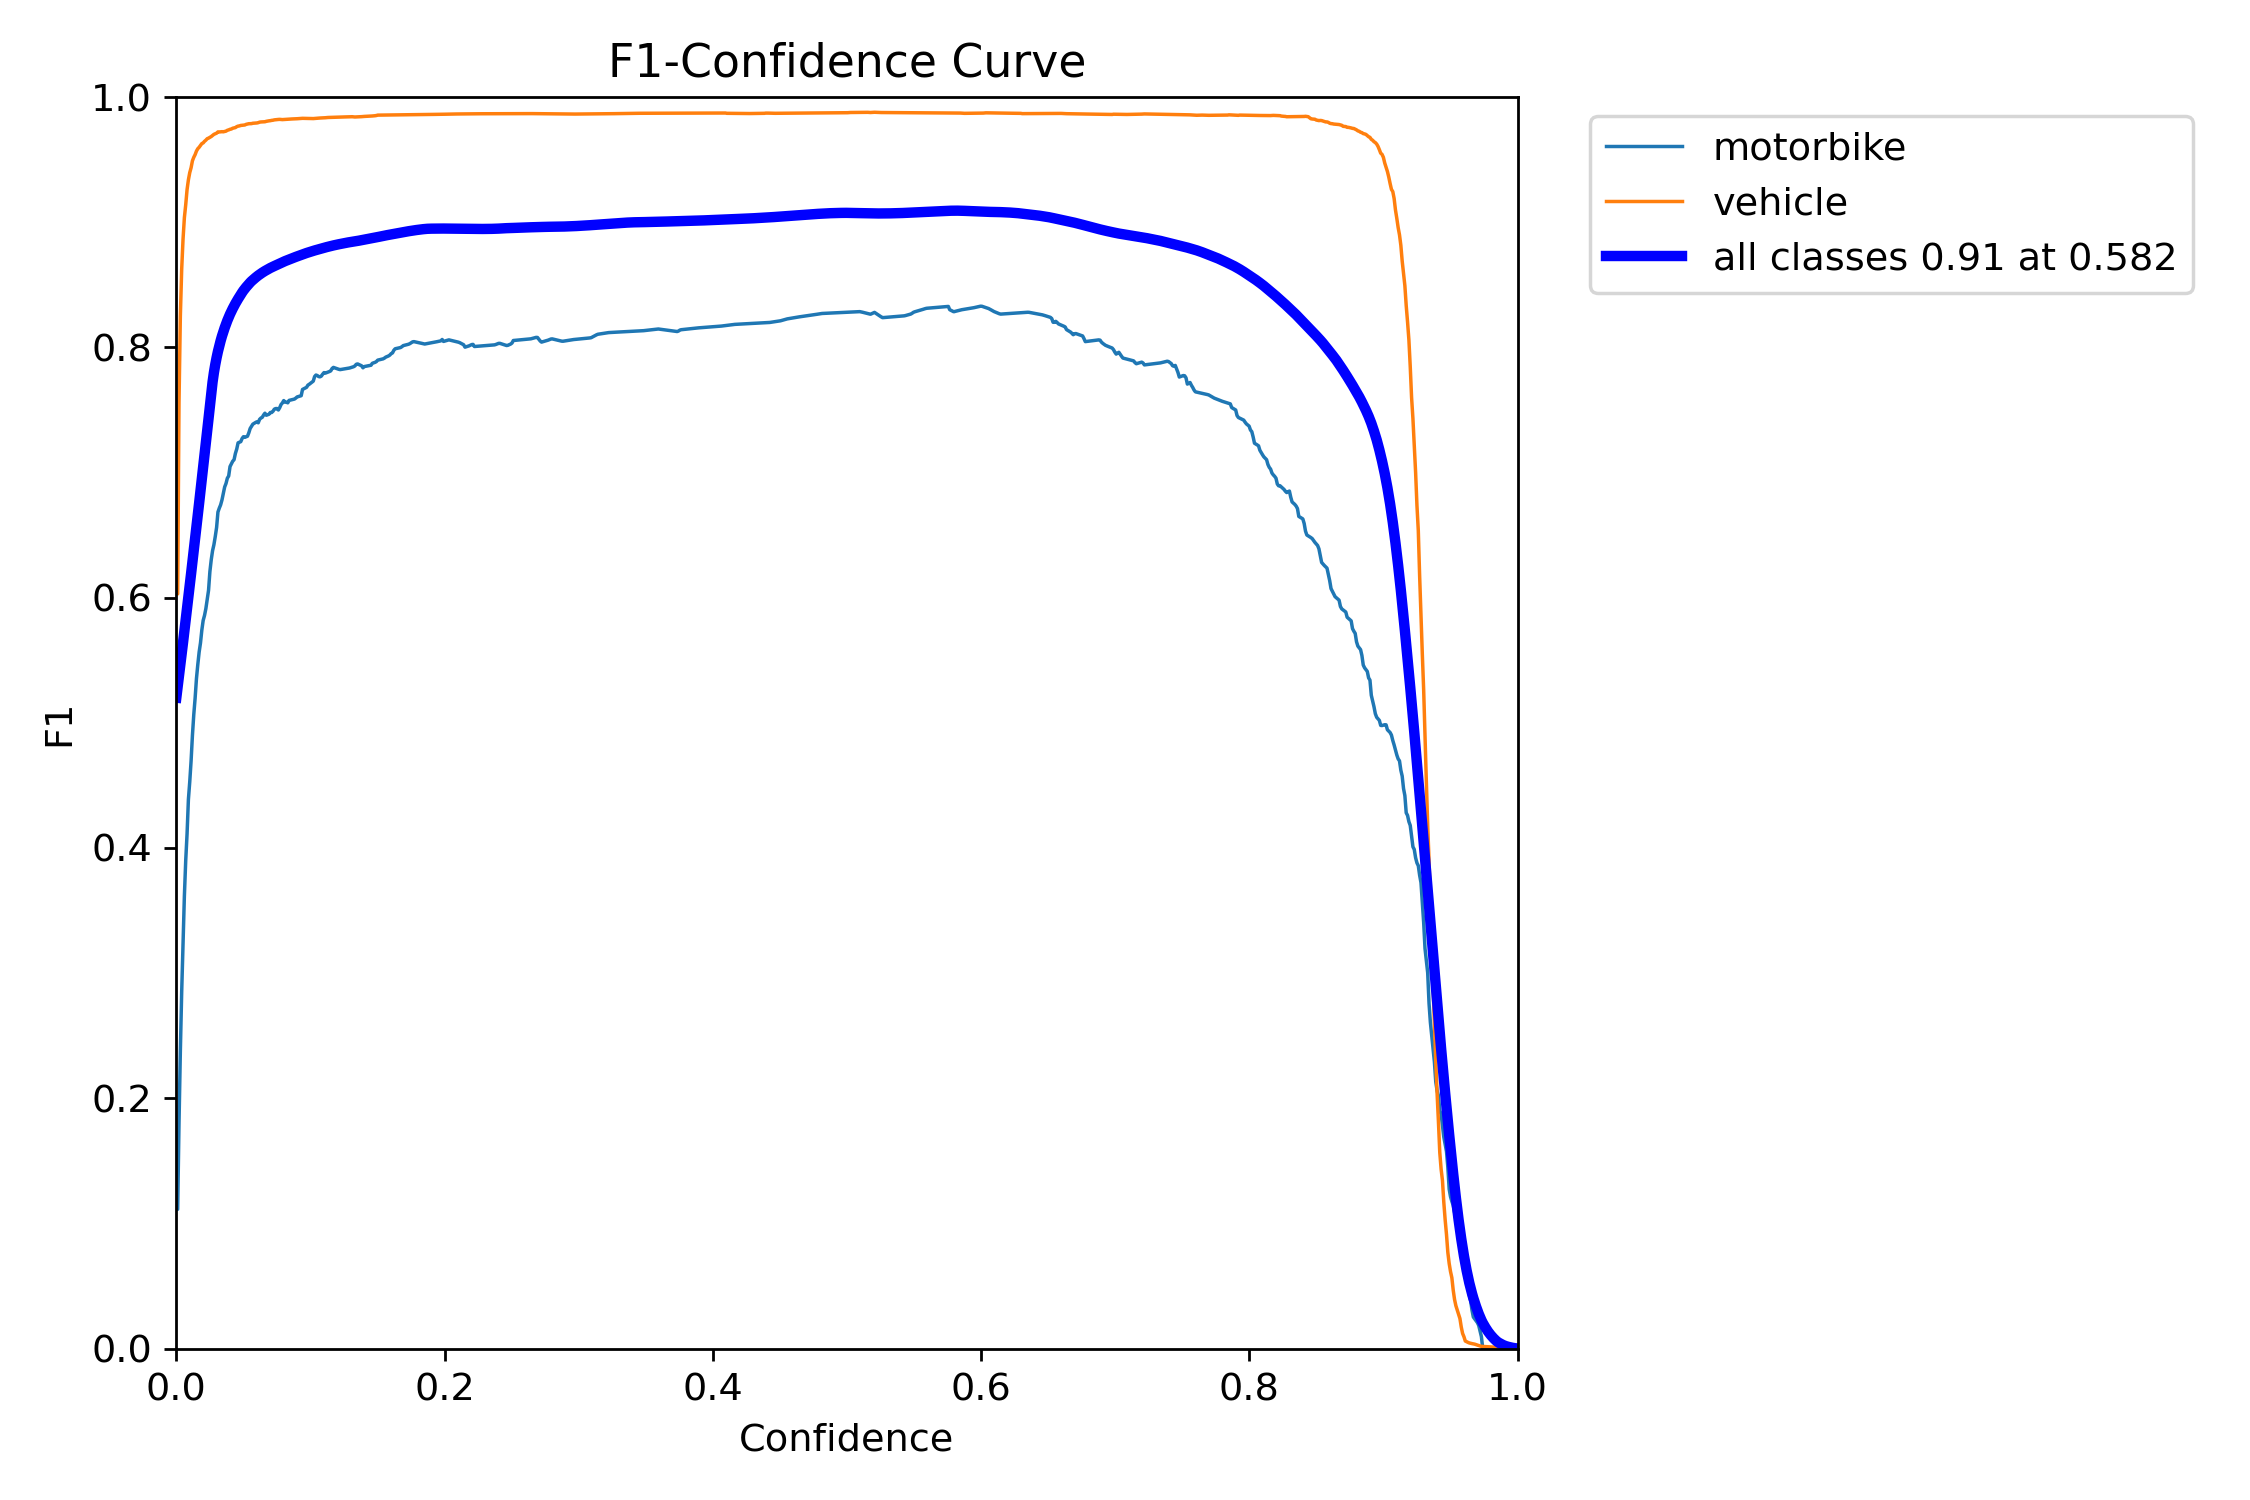 F1-Confidence Curve
1.0
0.8
0.6
0.4
0.2
0.0
F1
0.0 0.2 0.4 0.6 0.8 1.0
Confidence
motorbike
vehicle
all classes 0.91 at 0.582